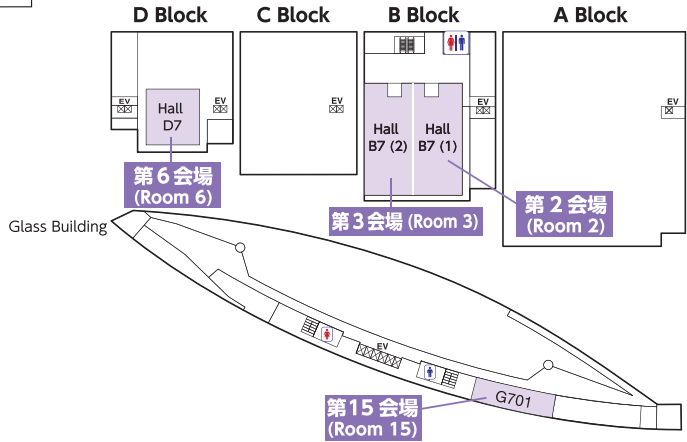 D Block
C Block
B Block
A Block
EV
EV
EV
EV
EV
Hall
D7
Hall
B7 (2)
Hall
B7 (1)
第6会場
(Room 6)
第3会場 (Room 3)
第2会場
(Room 2)
Glass Building
EV
G701
第15会場
(Room 15)